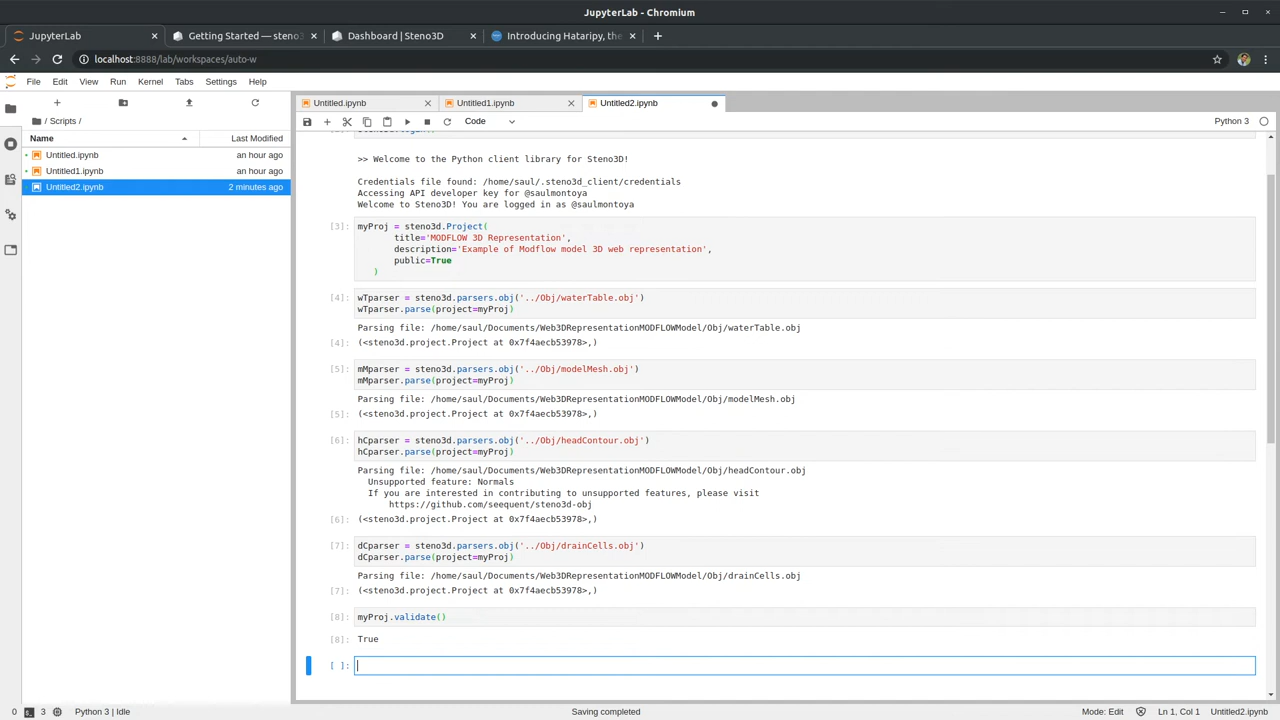 JupyterLab - Chromium
JupyterLab
Getting Started — steno3
Dashboard | Steno3D
Introducing Hataripy, the
localhost:8888/lab/workspaces/auto-w
File Edit View Run Kernel Tabs Settings Help
Untitled.ipynb
Untitled1.ipynb
Untitled2.ipynb
/ Scripts /
Code
Python 3
Name Last Modified
Untitled.ipynb an hour ago
Untitled1.ipynb an hour ago
Untitled2.ipynb 2 minutes ago
>> Welcome to the Python client library for Steno3D!
Credentials file found: /home/saul/.steno3d_client/credentials
Accessing API developer key for @saulmontoya
Welcome to Steno3D! You are logged in as @saulmontoya
[3]: myProj = steno3d.Project(
title='MODFLOW 3D Representation',
description='Example of Modflow model 3D web representation',
public=True
)
[4]: wTparser = steno3d.parsers.obj('../Obj/waterTable.obj')
wTparser.parse(project=myProj)
Parsing file: /home/saul/Documents/Web3DRepresentationMODFLOWModel/Obj/waterTable.obj
[4]: (<steno3d.project.Project at 0x7f4aecb53978>,)
[5]: mMparser = steno3d.parsers.obj('../Obj/modelMesh.obj')
mMparser.parse(project=myProj)
Parsing file: /home/saul/Documents/Web3DRepresentationMODFLOWModel/Obj/modelMesh.obj
[5]: (<steno3d.project.Project at 0x7f4aecb53978>,)
[6]: hCparser = steno3d.parsers.obj('../Obj/headContour.obj')
hCparser.parse(project=myProj)
Parsing file: /home/saul/Documents/Web3DRepresentationMODFLOWModel/Obj/headContour.obj
Unsupported feature: Normals
If you are interested in contributing to unsupported features, please visit
https://github.com/seequent/steno3d-obj
[6]: (<steno3d.project.Project at 0x7f4aecb53978>,)
[7]: dCparser = steno3d.parsers.obj('../Obj/drainCells.obj')
dCparser.parse(project=myProj)
Parsing file: /home/saul/Documents/Web3DRepresentationMODFLOWModel/Obj/drainCells.obj
[7]: (<steno3d.project.Project at 0x7f4aecb53978>,)
[8]: myProj.validate()
[8]: True
[ ]:
0 3 Python 3 | Idle
Saving completed
Mode: Edit Ln 1, Col 1 Untitled2.ipynb